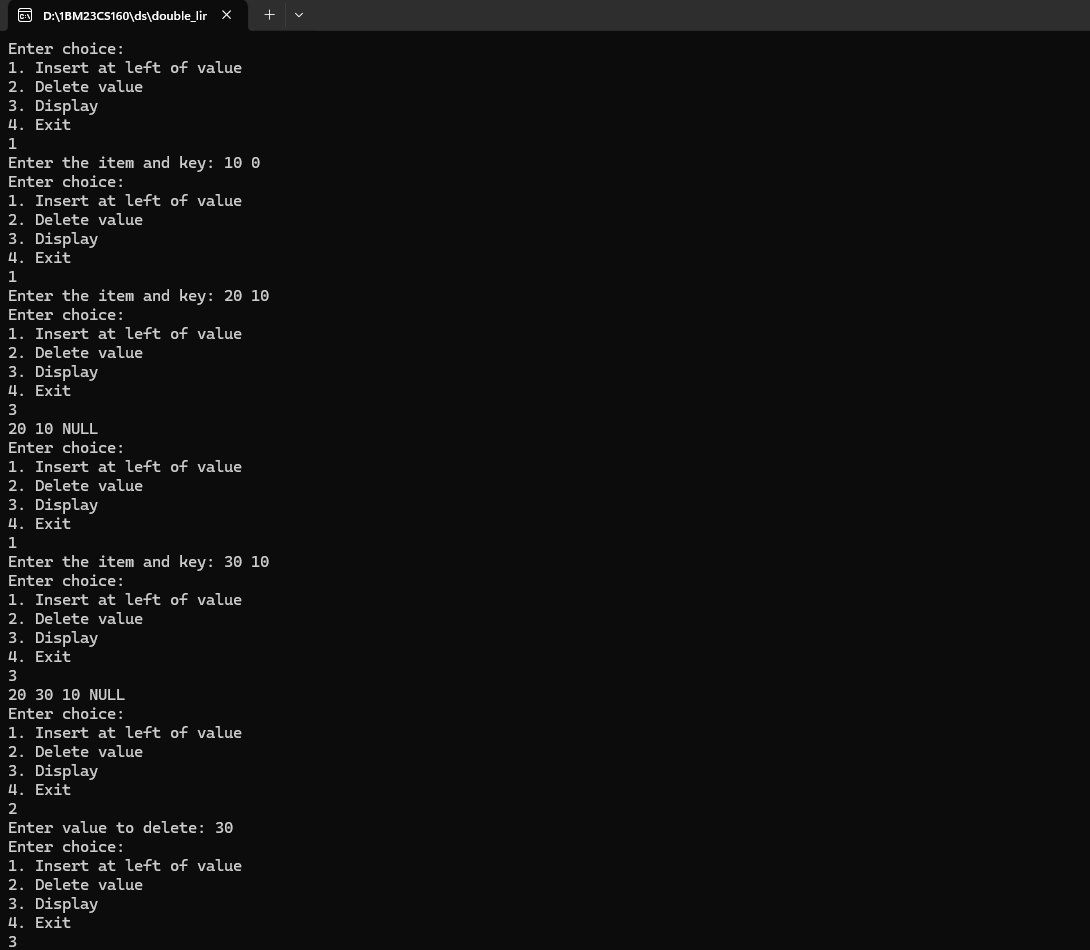 D:\1BM23CS160\ds\double_lir
Enter choice:
1. Insert at left of value
2. Delete value
3. Display
4. Exit
1
Enter the item and key: 10 0
Enter choice:
1. Insert at left of value
2. Delete value
3. Display
4. Exit
1
Enter the item and key: 20 10
Enter choice:
1. Insert at left of value
2. Delete value
3. Display
4. Exit
3
20 10 NULL
Enter choice:
1. Insert at left of value
2. Delete value
3. Display
4. Exit
1
Enter the item and key: 30 10
Enter choice:
1. Insert at left of value
2. Delete value
3. Display
4. Exit
3
20 30 10 NULL
Enter choice:
1. Insert at left of value
2. Delete value
3. Display
4. Exit
2
Enter value to delete: 30
Enter choice:
1. Insert at left of value
2. Delete value
3. Display
4. Exit
3